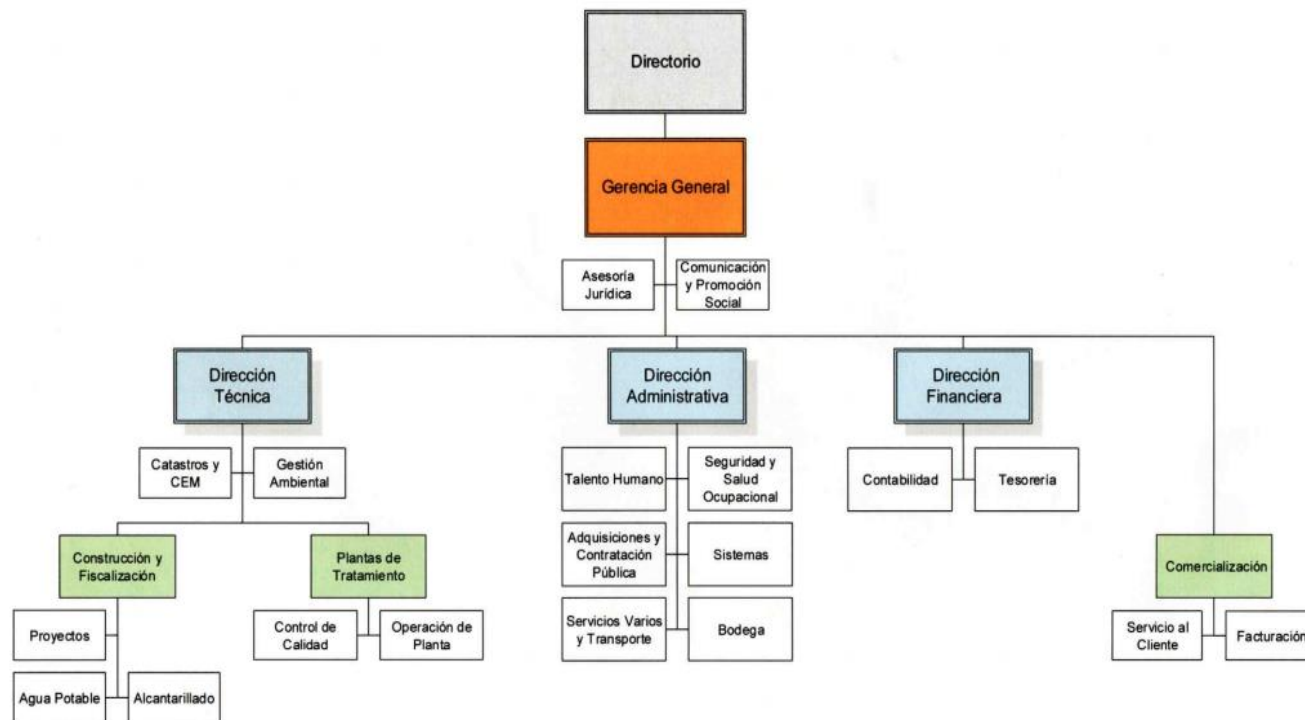 Directorio
Gerencia General
Asesoría
Jurídica
Comunicación
y Promoción
Social
Dirección
Técnica
Dirección
Administrativa
Dirección
Financiera
Catastros y
CEM
Gestión
Ambiental
Talento Humano
Seguridad y
Salud
Ocupacional
Contabilidad
Tesorería
Construcción y
Fiscalización
Plantas de
Tratamiento
Adquisiciones y
Contratación
Pública
Sistemas
Comercialización
Proyectos
Control de
Calidad
Operación de
Planta
Servicios Varios
y Transporte
Bodega
Servicio al
Cliente
Facturación
Agua Potable
Alcantarillado